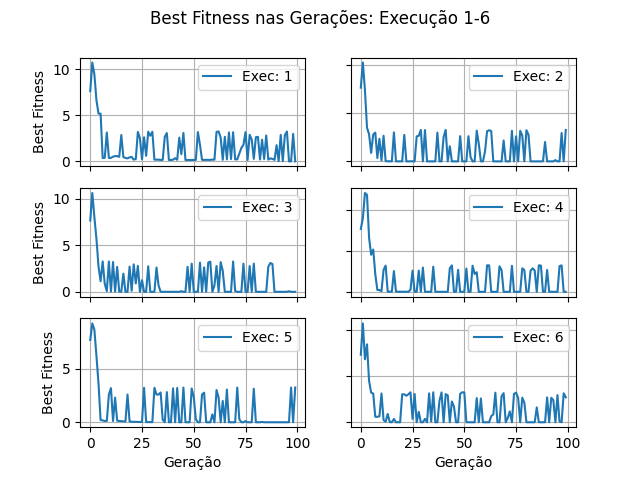 Best Fitness nas Gerações: Execução 1-6
10
5
0
Best Fitness
Exec: 1
Exec: 2
10
5
0
Best Fitness
Exec: 3
Exec: 4
5
0
Best Fitness
Exec: 5
Exec: 6
0 25 50 75 100
0 25 50 75 100
Geração
Geração